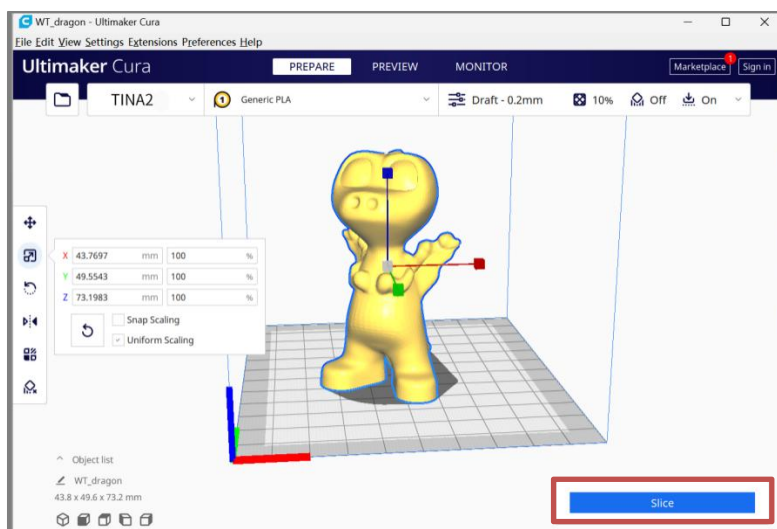 WT_dragon - Ultimaker Cura
File Edit View Settings Extensions Preferences Help
Ultimaker Cura PREPARE PREVIEW MONITOR Marketplace 1 Sign in
TINA2 1 Generic PLA Draft - 0.2mm 10% Off On
X 43.7697 mm 100 %
Y 49.5543 mm 100 %
Z 73.1983 mm 100 %
Snap Scaling
Uniform Scaling
Object list
WT_dragon
43.8 x 49.6 x 73.2 mm
Slice